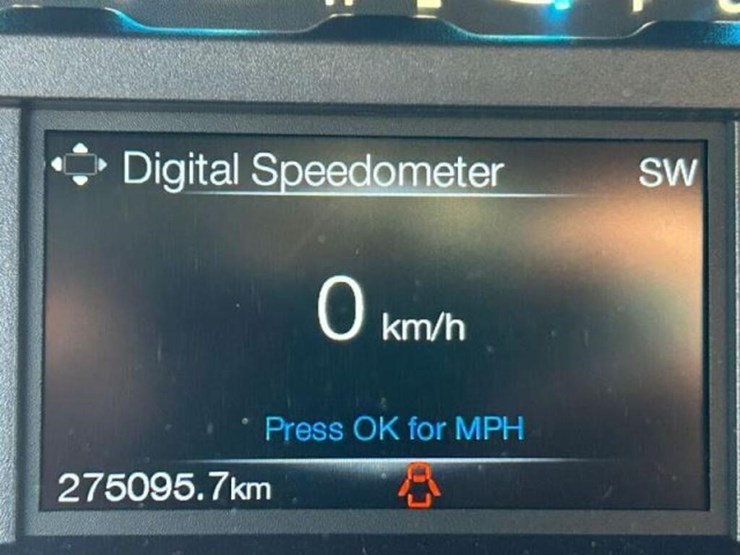 Digital Speedometer SW
0 km/h
Press OK for MPH
275095.7km